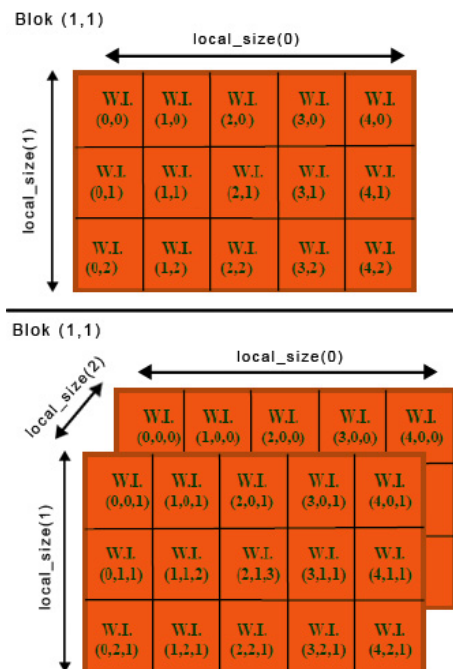 Blok (1,1)
local_size(0)
local_size(1)
W.I. W.I. W.I. W.I. W.I.
(0,0) (1,0) (2,0) (3,0) (4,0)
W.I. W.I. W.I. W.I. W.I.
(0,1) (1,1) (2,1) (3,1) (4,1)
W.I. W.I. W.I. W.I. W.I.
(0,2) (1,2) (2,2) (3,2) (4,2)
Blok (1,1)
local_size(0)
local_size(2)
local_size(1)
W.I. W.I. W.I. W.I. W.I.
(0,0,0) (1,0,0) (2,0,0) (3,0,0) (4,0,0)
W.I. W.I. W.I. W.I. W.I.
(0,0,1) (1,0,1) (2,0,1) (3,0,1) (4,0,1)
W.I. W.I. W.I. W.I. W.I.
(0,1,1) (1,1,2) (2,1,3) (3,1,1) (4,1,1)
W.I. W.I. W.I. W.I. W.I.
(0,2,1) (1,2,1) (2,2,1) (3,2,1) (4,2,1)